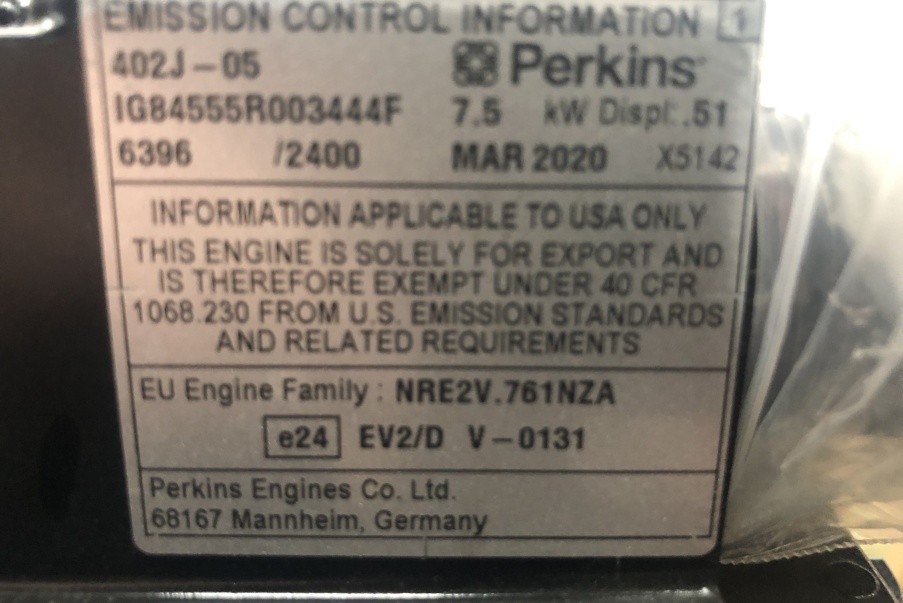 EMISSION CONTROL INFORMATION 1
402J-05 Perkins
IG84555R003444F 7.5 kW Displ: .51
6396 /2400 MAR 2020 X5142
INFORMATION APPLICABLE TO USA ONLY
THIS ENGINE IS SOLELY FOR EXPORT AND
IS THEREFORE EXEMPT UNDER 40 CFR
1068.230 FROM U.S. EMISSION STANDARDS
AND RELATED REQUIREMENTS
EU Engine Family : NRE2V.761NZA
e24 EV2/D V-0131
Perkins Engines Co. Ltd.
68167 Mannheim, Germany